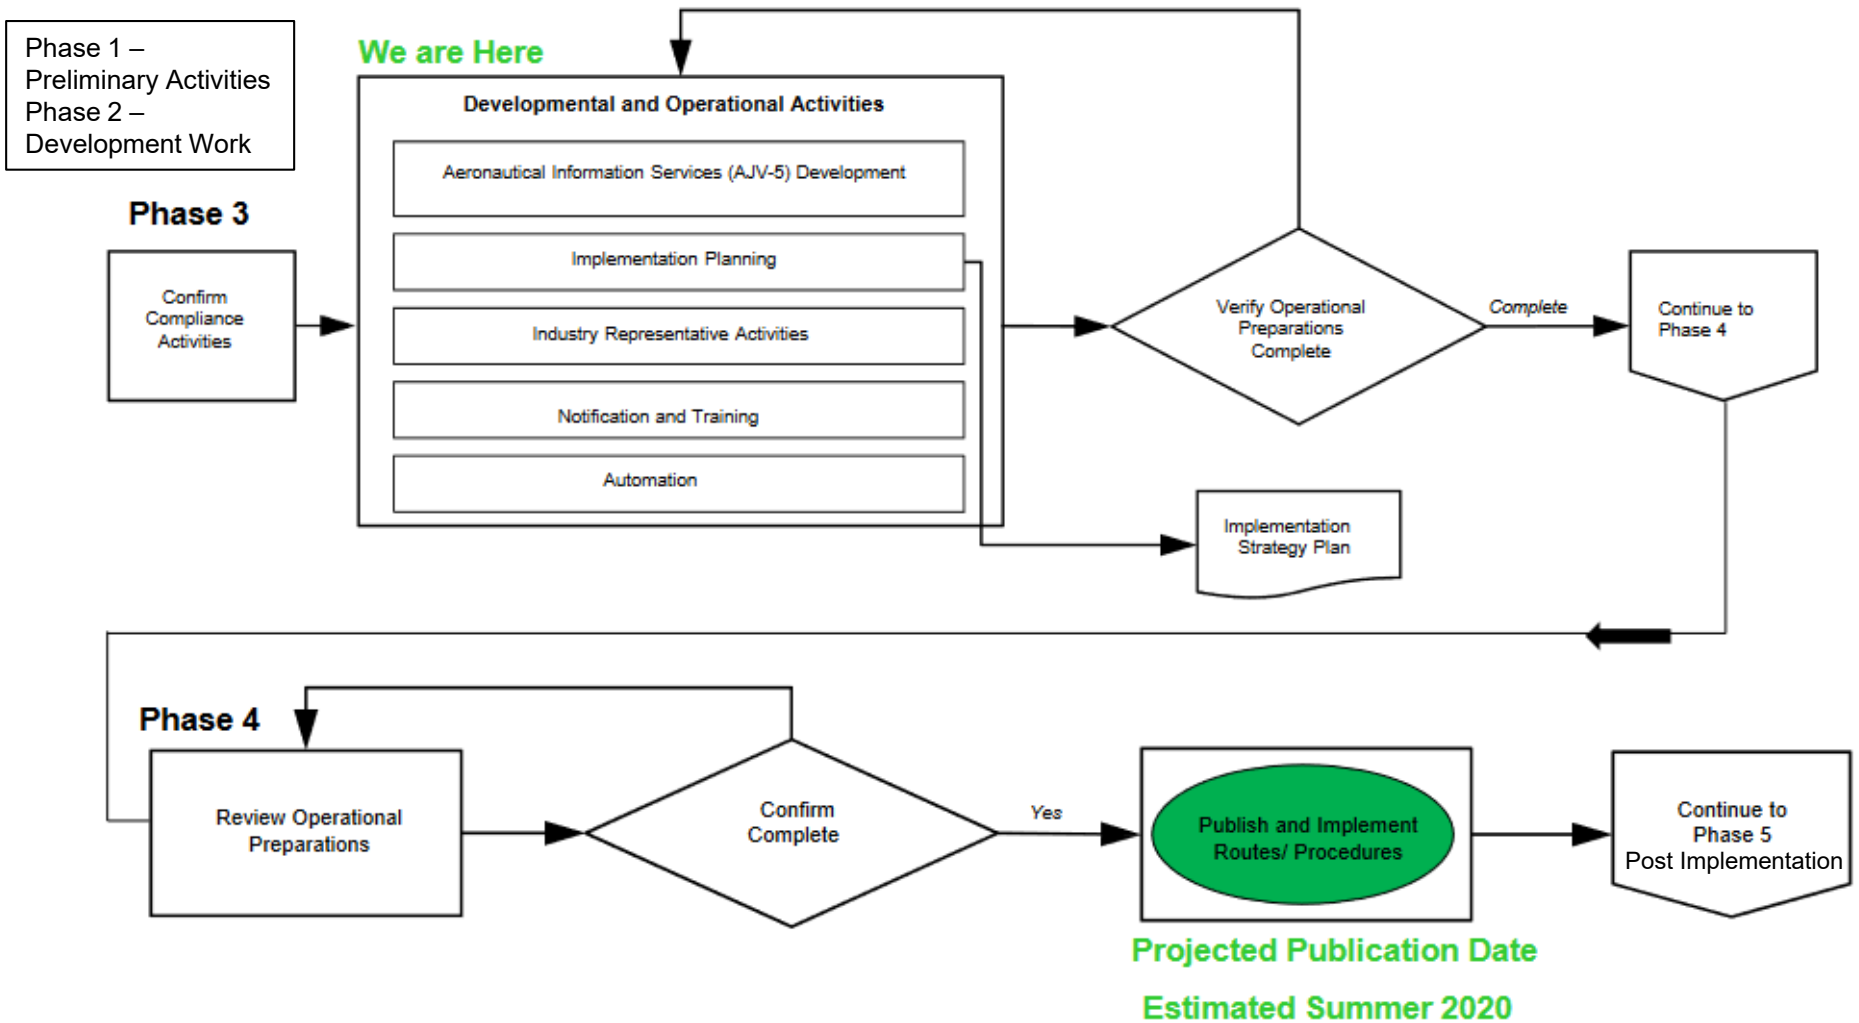 Phase 1 –
Preliminary Activities
Phase 2 –
Development Work
We are Here
Developmental and Operational Activities
Aeronautical Information Services (AJV-5) Development
Implementation Planning
Industry Representative Activities
Notification and Training
Automation
Phase 3
Confirm
Compliance
Activities
Verify Operational
Preparations
Complete
Complete
Continue to
Phase 4
Implementation
Strategy Plan
Phase 4
Review Operational
Preparations
Confirm
Complete
Yes
Publish and Implement
Routes/ Procedures
Continue to
Phase 5
Post Implementation
Projected Publication Date
Estimated Summer 2020